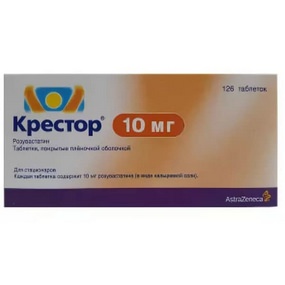 126 таблеток
Крестор® 10 мг
Розувастатин
Таблетки, покрытые плёночной оболочкой
Для стационаров
Каждая таблетка содержит 10 мг розувастатина (в виде кальциевой соли).
AstraZeneca